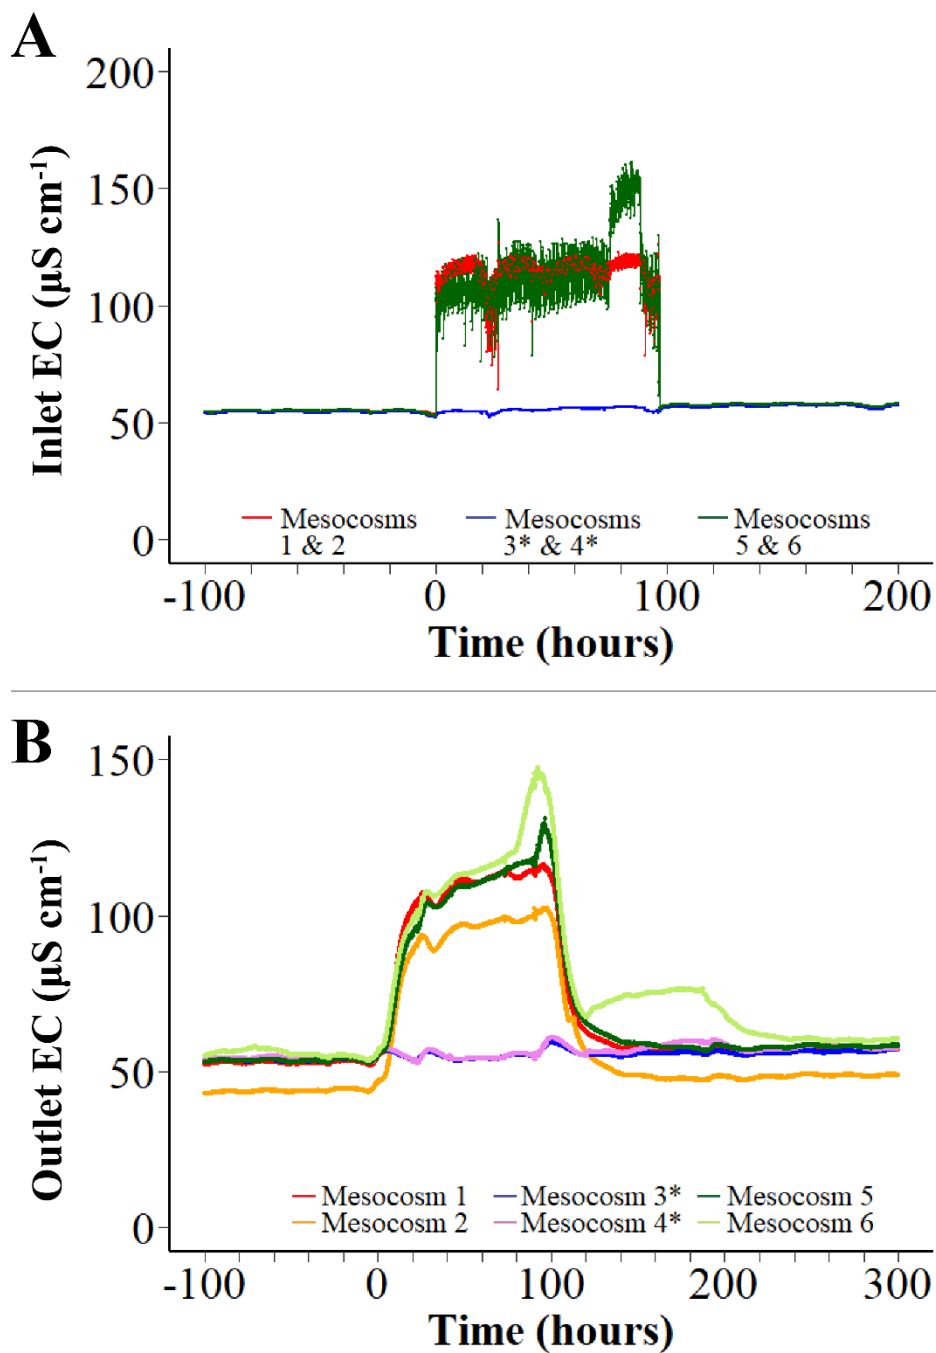 A
200
150
100
50
0
Inlet EC (µS cm-1)
Mesocosms 1 & 2
Mesocosms 3* & 4*
Mesocosms 5 & 6
-100 0 100 200
Time (hours)
B
150
100
50
0
Outlet EC (µS cm-1)
Mesocosm 1 Mesocosm 3* Mesocosm 5
Mesocosm 2 Mesocosm 4* Mesocosm 6
-100 0 100 200 300
Time (hours)